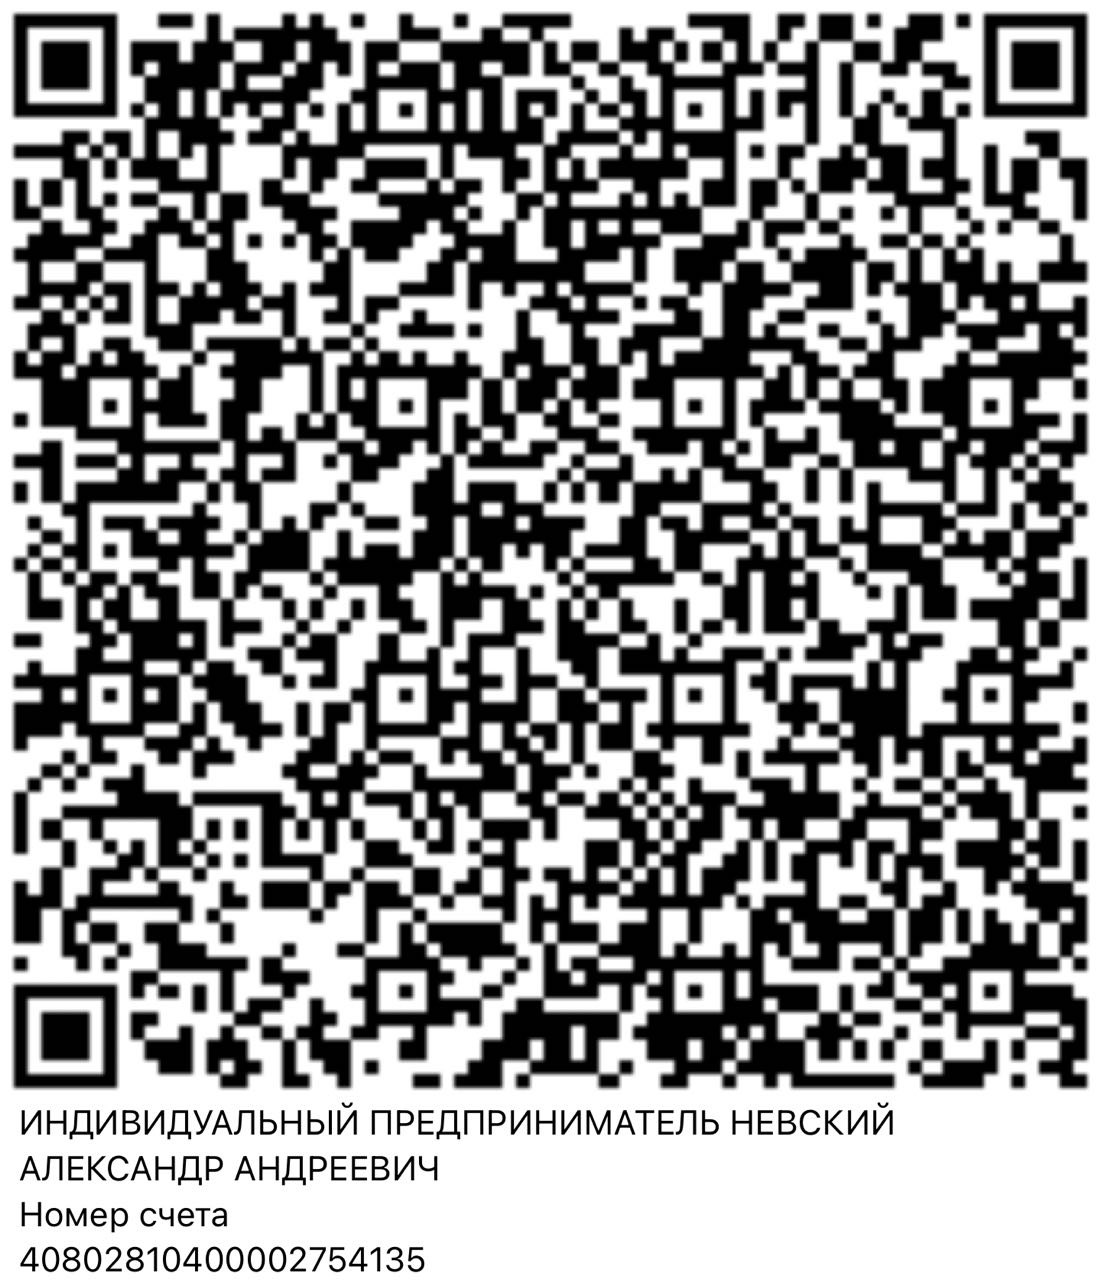 ИНДИВИДУАЛЬНЫЙ ПРЕДПРИНИМАТЕЛЬ НЕВСКИЙ
АЛЕКСАНДР АНДРЕЕВИЧ
Номер счета
40802810400002754135